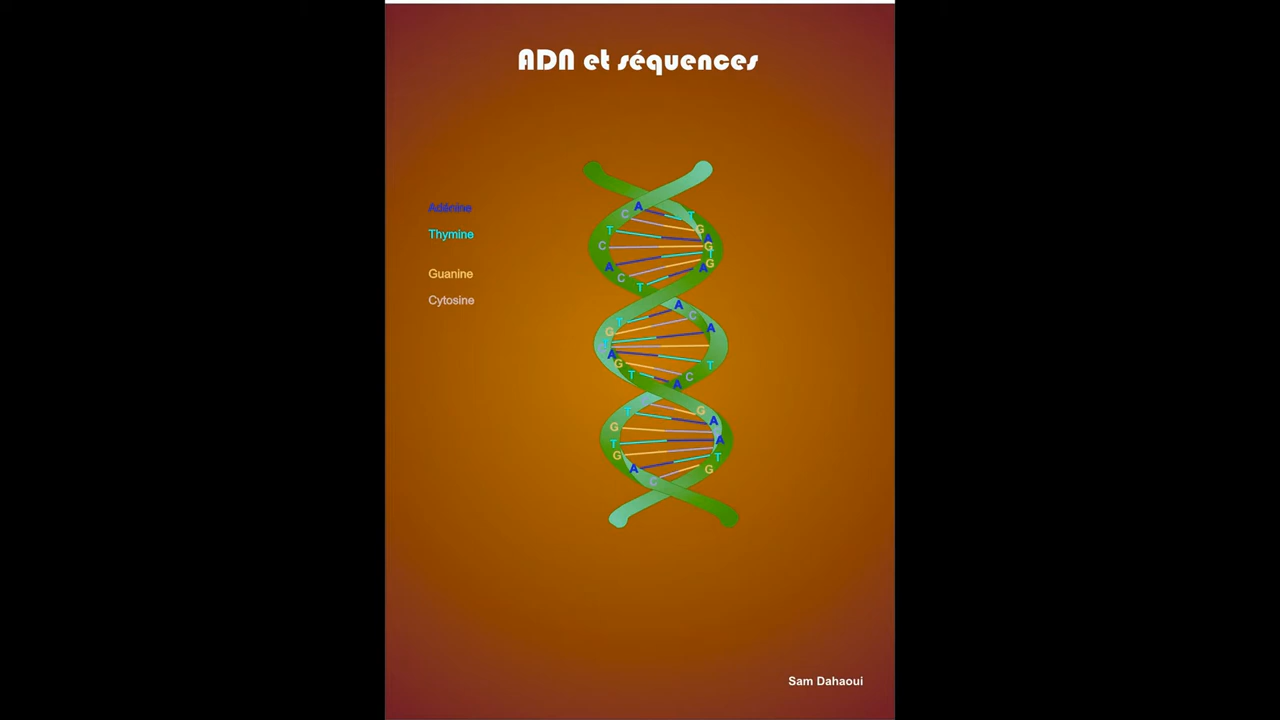 ADN et séquences
Adénine
Thymine
Guanine
Cytosine
A T
C G
T A
C G
A T
C G
T A
T A
G C
T A
A T
G C
T A
T G
A
G
T A
G T
A G
C
Sam Dahaoui